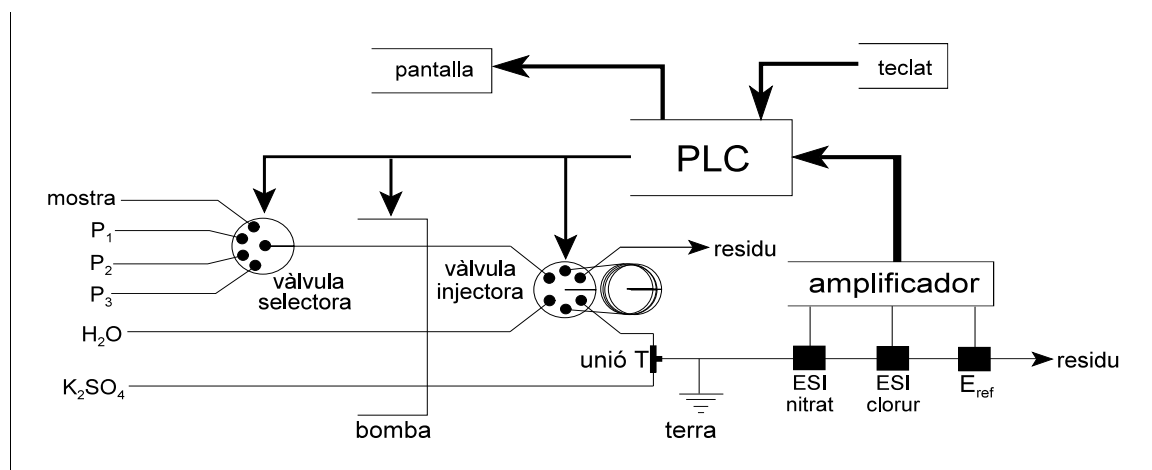 pantalla
teclat
PLC
mostra
P₁
P₂
P₃
vàlvula
selectora
H₂O
K₂SO₄
bomba
vàlvula
injectora
residu
unió T
terra
amplificador
ESI
nitrat
ESI
clorur
E_ref
residu